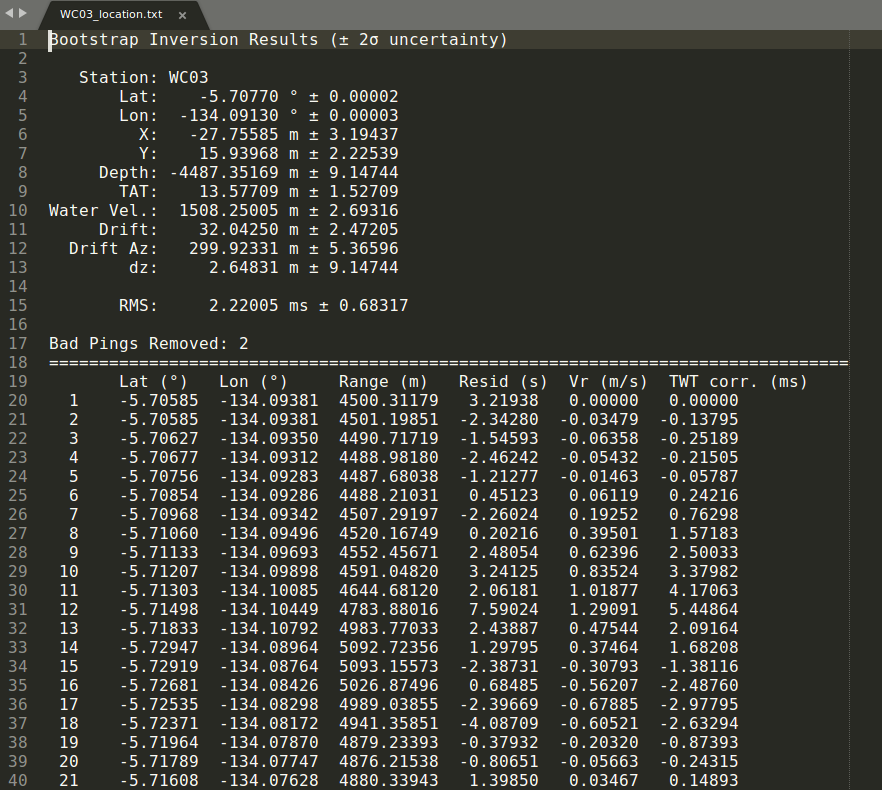 WC03_location.txt ×
1 Bootstrap Inversion Results (± 2σ uncertainty)
2
3 Station: WC03
4 Lat: -5.70770 ° ± 0.00002
5 Lon: -134.09130 ° ± 0.00003
6 X: -27.75585 m ± 3.19437
7 Y: 15.93968 m ± 2.22539
8 Depth: -4487.35169 m ± 9.14744
9 TAT: 13.57709 m ± 1.52709
10 Water Vel.: 1508.25005 m ± 2.69316
11 Drift: 32.04250 m ± 2.47205
12 Drift Az: 299.92331 m ± 5.36596
13 dz: 2.64831 m ± 9.14744
14
15 RMS: 2.22005 ms ± 0.68317
16
17 Bad Pings Removed: 2
18 ================================================================================
19 Lat (°) Lon (°) Range (m) Resid (s) Vr (m/s) TWT corr. (ms)
20 1 -5.70585 -134.09381 4500.31179 3.21938 0.00000 0.00000
21 2 -5.70585 -134.09381 4501.19851 -2.34280 -0.03479 -0.13795
22 3 -5.70627 -134.09350 4490.71719 -1.54593 -0.06358 -0.25189
23 4 -5.70677 -134.09312 4488.98180 -2.46242 -0.05432 -0.21505
24 5 -5.70756 -134.09283 4487.68038 -1.21277 -0.01463 -0.05787
25 6 -5.70854 -134.09286 4488.21031 0.45123 0.06119 0.24216
26 7 -5.70968 -134.09342 4507.29197 -2.26024 0.19252 0.76298
27 8 -5.71060 -134.09496 4520.16749 0.20216 0.39501 1.57183
28 9 -5.71133 -134.09693 4552.45671 2.48054 0.62396 2.50033
29 10 -5.71207 -134.09898 4591.04820 3.24125 0.83524 3.37982
30 11 -5.71303 -134.10085 4644.68120 2.06181 1.01877 4.17063
31 12 -5.71498 -134.10449 4783.88016 7.59024 1.29091 5.44864
32 13 -5.71833 -134.10792 4983.77033 2.43887 0.47544 2.09164
33 14 -5.72947 -134.08964 5092.72356 1.29795 0.37464 1.68208
34 15 -5.72919 -134.08764 5093.15573 -2.38731 -0.30793 -1.38116
35 16 -5.72681 -134.08426 5026.87496 0.68485 -0.56207 -2.48760
36 17 -5.72535 -134.08298 4989.03855 -2.39669 -0.67885 -2.97795
37 18 -5.72371 -134.08172 4941.35851 -4.08709 -0.60521 -2.63294
38 19 -5.71964 -134.07870 4879.23393 -0.37932 -0.20320 -0.87393
39 20 -5.71789 -134.07747 4876.21538 -0.80651 -0.05663 -0.24315
40 21 -5.71608 -134.07628 4880.33943 1.39850 0.03467 0.14893